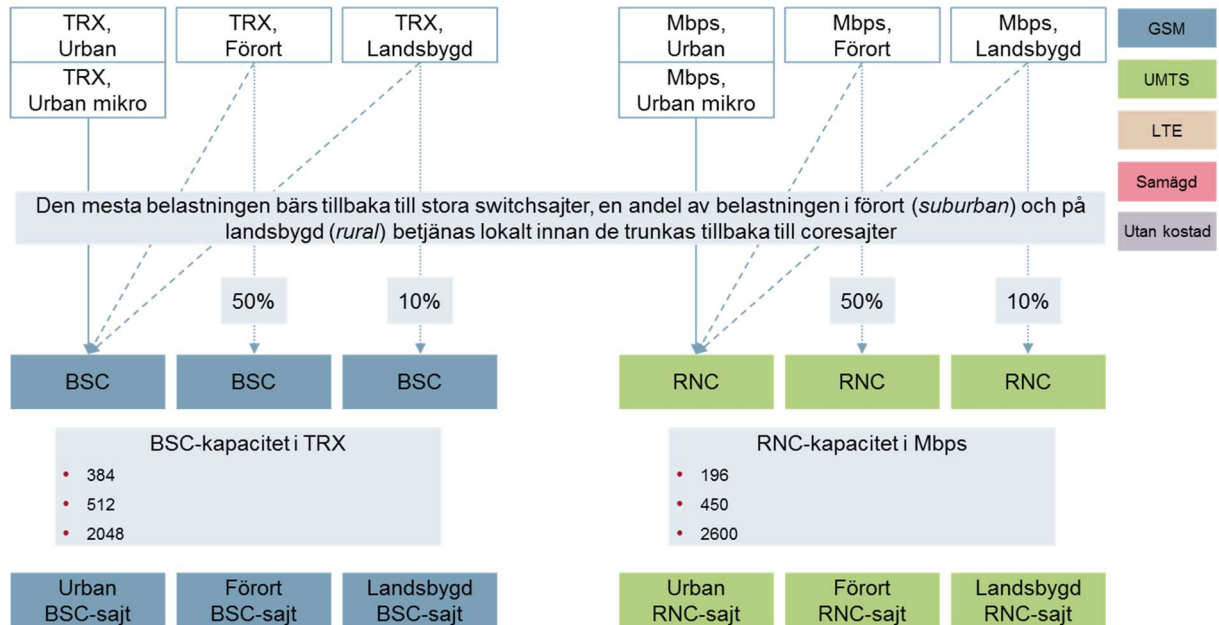 TRX,
Urban
TRX,
Urban mikro
TRX,
Förort
TRX,
Landsbygd
Mbps,
Urban
Mbps,
Urban mikro
Mbps,
Förort
Mbps,
Landsbygd
GSM
UMTS
LTE
Samägd
Utan kostad
Den mesta belastningen bärs tillbaka till stora switchsajter, en andel av belastningen i förort (suburban) och på
landsbygd (rural) betjänas lokalt innan de trunkas tillbaka till coresajter
50%
10%
50%
10%
BSC
BSC
BSC
RNC
RNC
RNC
BSC-kapacitet i TRX
• 384
• 512
• 2048
RNC-kapacitet i Mbps
• 196
• 450
• 2600
Urban
BSC-sajt
Förort
BSC-sajt
Landsbygd
BSC-sajt
Urban
RNC-sajt
Förort
RNC-sajt
Landsbygd
RNC-sajt